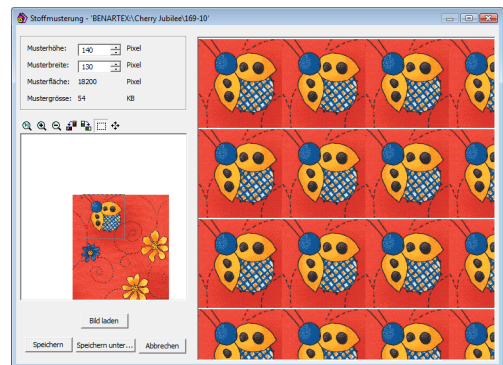 Stoffmusterung - 'BENARTEX:\Cherry Jubilee\169-10'
Musterhöhe: 140 Pixel
Musterbreite: 130 Pixel
Musterfläche: 18200 Pixel
Mustergrösse: 54 KB
Bild laden
Speichern Speichern unter... Abbrechen